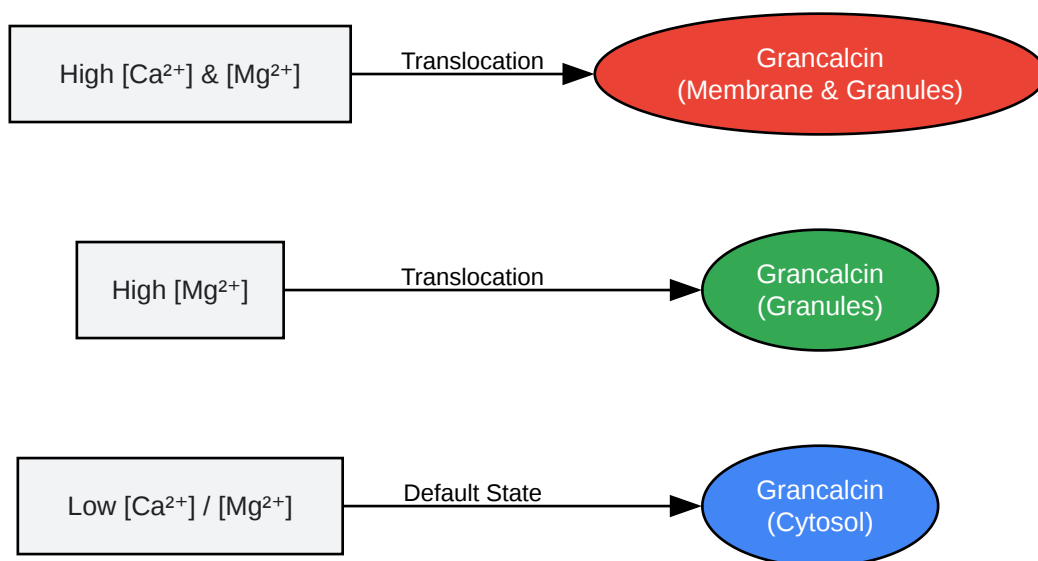 High [Ca²⁺] & [Mg²⁺]
Translocation
Grancalcin
(Membrane & Granules)
High [Mg²⁺]
Translocation
Grancalcin
(Granules)
Low [Ca²⁺] / [Mg²⁺]
Default State
Grancalcin
(Cytosol)